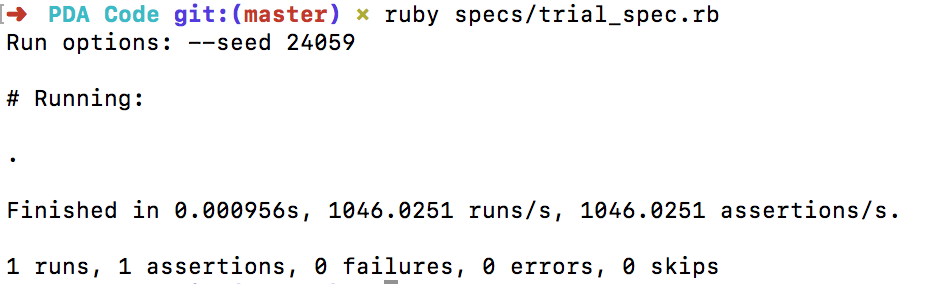 ➜ PDA Code git:(master) × ruby specs/trial_spec.rb
Run options: --seed 24059
# Running:
.
Finished in 0.000956s, 1046.0251 runs/s, 1046.0251 assertions/s.
1 runs, 1 assertions, 0 failures, 0 errors, 0 skips